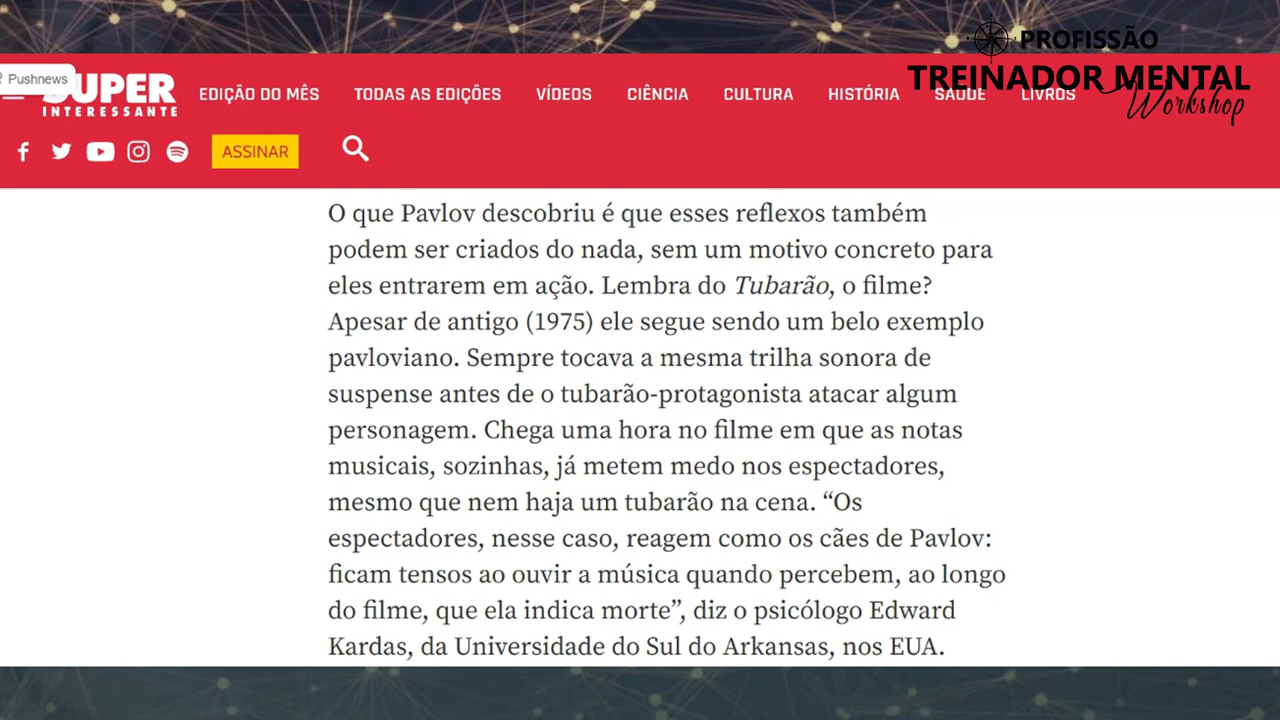 PROFISSÃO
TREINADOR MENTAL
Workshop
Pushnews
SUPER
INTERESSANTE
EDIÇÃO DO MÊS TODAS AS EDIÇÕES VÍDEOS CIÊNCIA CULTURA HISTÓRIA SAÚDE LIVROS
ASSINAR
O que Pavlov descobriu é que esses reflexos também
podem ser criados do nada, sem um motivo concreto para
eles entrarem em ação. Lembra do Tubarão, o filme?
Apesar de antigo (1975) ele segue sendo um belo exemplo
pavloviano. Sempre tocava a mesma trilha sonora de
suspense antes de o tubarão-protagonista atacar algum
personagem. Chega uma hora no filme em que as notas
musicais, sozinhas, já metem medo nos espectadores,
mesmo que nem haja um tubarão na cena. “Os
espectadores, nesse caso, reagem como os cães de Pavlov:
ficam tensos ao ouvir a música quando percebem, ao longo
do filme, que ela indica morte”, diz o psicólogo Edward
Kardas, da Universidade do Sul do Arkansas, nos EUA.